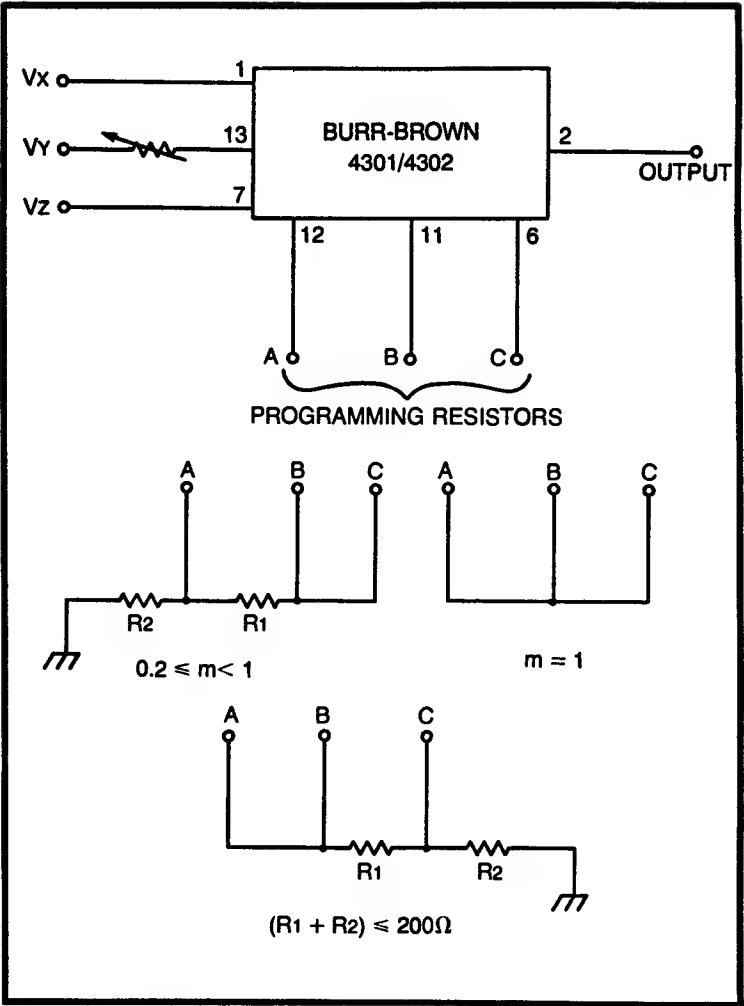 VX
1
VY
13
BURR-BROWN
4301/4302
2
OUTPUT
VZ
7
12
11
6
A
B
C
PROGRAMMING RESISTORS
A
B
C
A
B
C
R2
R1
0.2 ≤ m< 1
m = 1
A
B
C
R1
R2
(R1 + R2) ≤ 200Ω